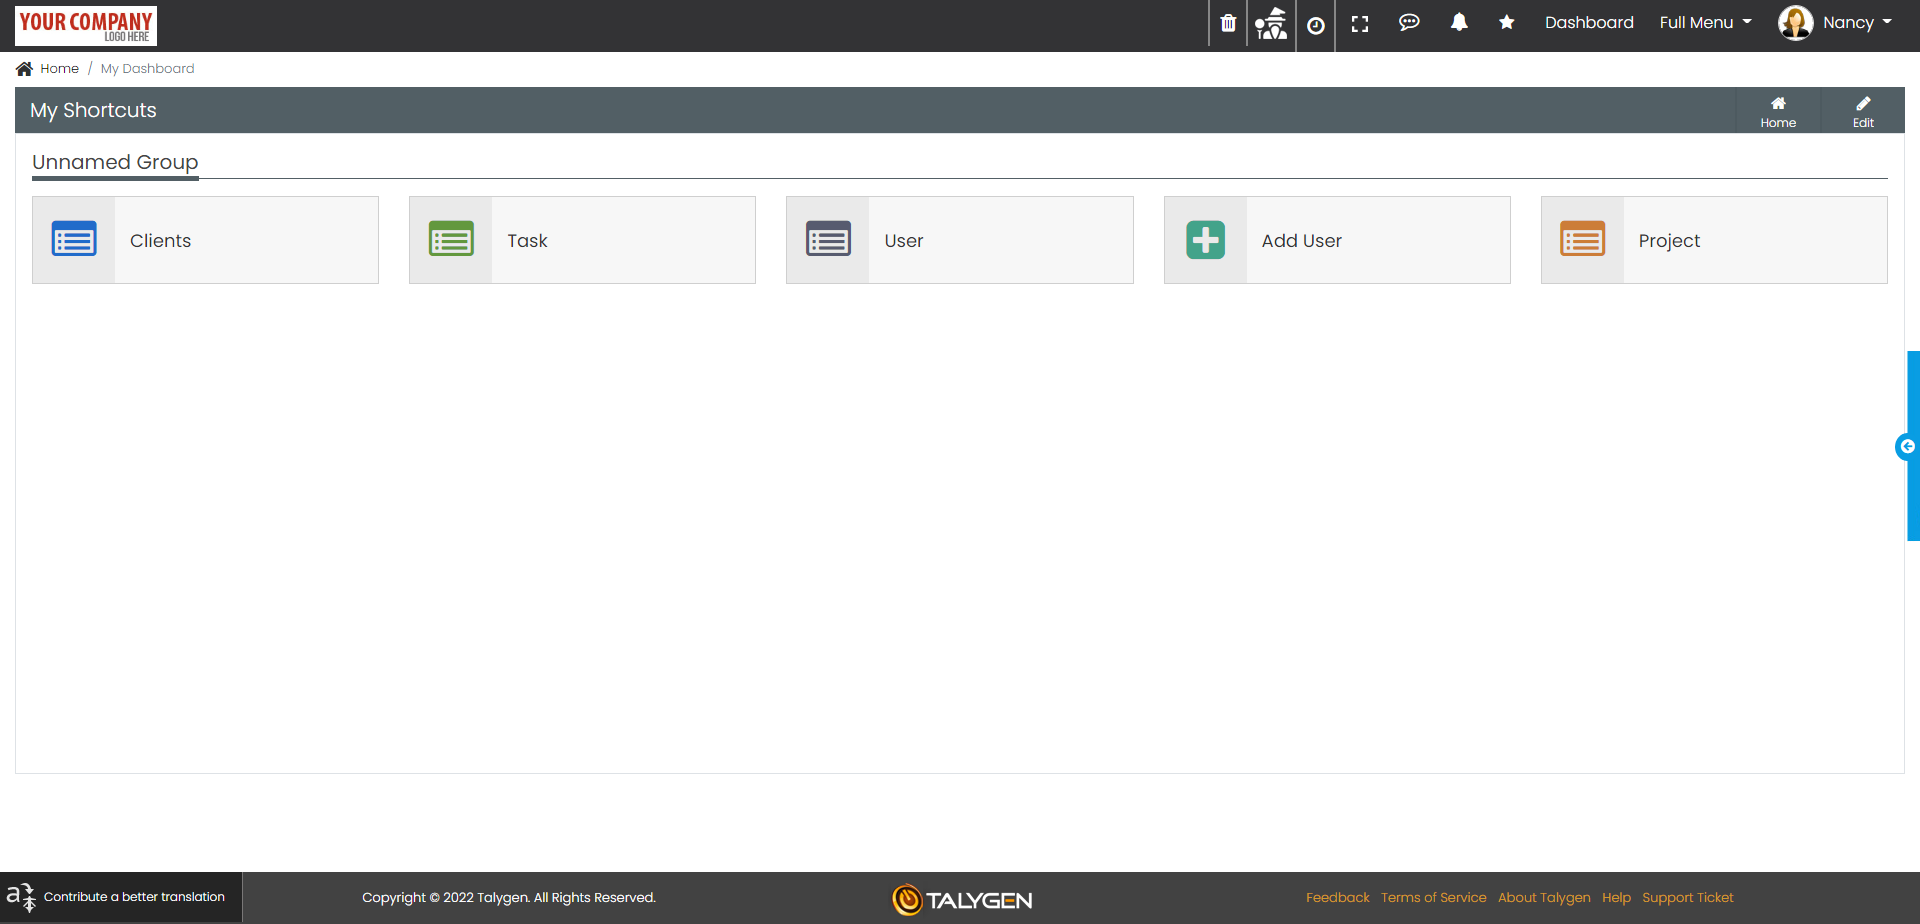 YOUR COMPANY
LOGO HERE
Dashboard
Full Menu
Nancy
Home / My Dashboard
My Shortcuts
Home
Edit
Unnamed Group
Clients
Task
User
Add User
Project
Contribute a better translation
Copyright © 2022 Talygen. All Rights Reserved.
TALYGEN
Feedback Terms of Service About Talygen Help Support Ticket